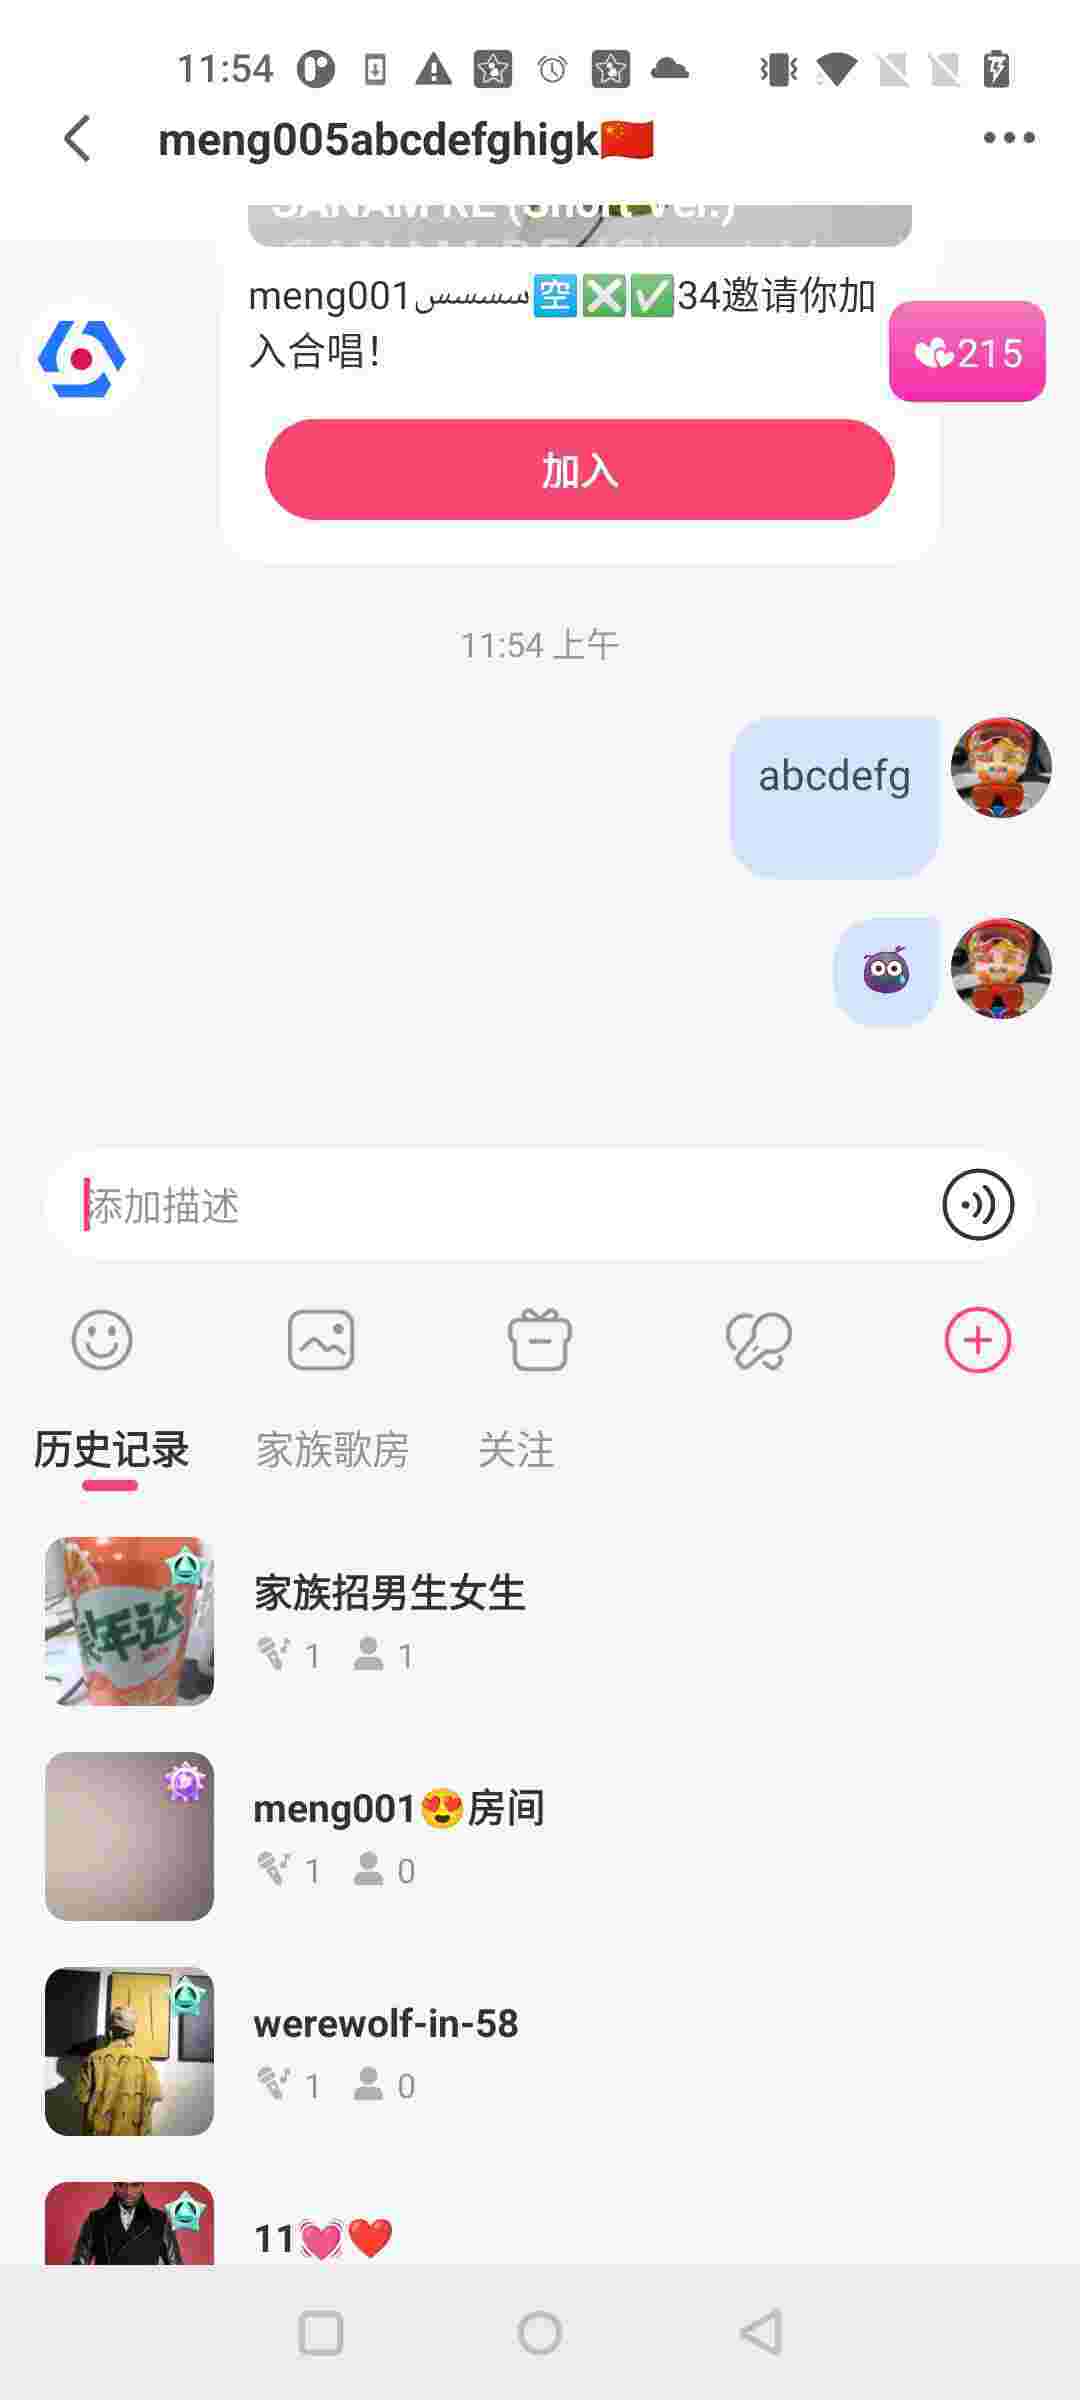 11:54
meng005abcdefghigk🇨🇳
SANAM RE (Short Ver.)
meng001سسسس🈳❎✅34邀请你加
入合唱！
215
加入
11:54 上午
abcdefg
添加描述
历史记录 家族歌房 关注
家族招男生女生
1 1
meng001😍房间
1 0
werewolf-in-58
1 0
11💓❤️